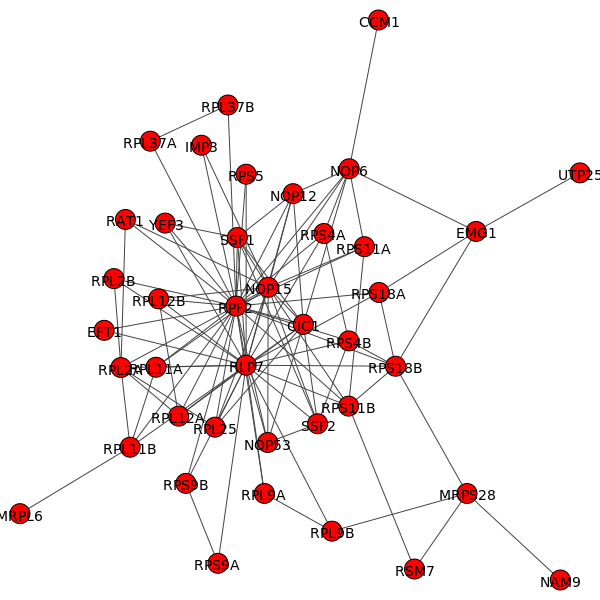 CCM1
RPL37B
RPL37A
IMP3
RPS5
NOP6
UTP25
NOP12
RAT1
YEF3
SSF1
RPS4A
RPS11A
EMG1
RPL2B
NOP15
RPL12B
RPF2
RPS18A
EFT1
CIC1
RPS4B
RPL2A
RPL11A
RLP7
RPS18B
RPL12A
RPS11B
RPL25
SSF2
NOP53
RPL11B
RPS9B
RPL9A
MRPS28
MRPL6
RPL9B
RPS9A
RSM7
NAM9